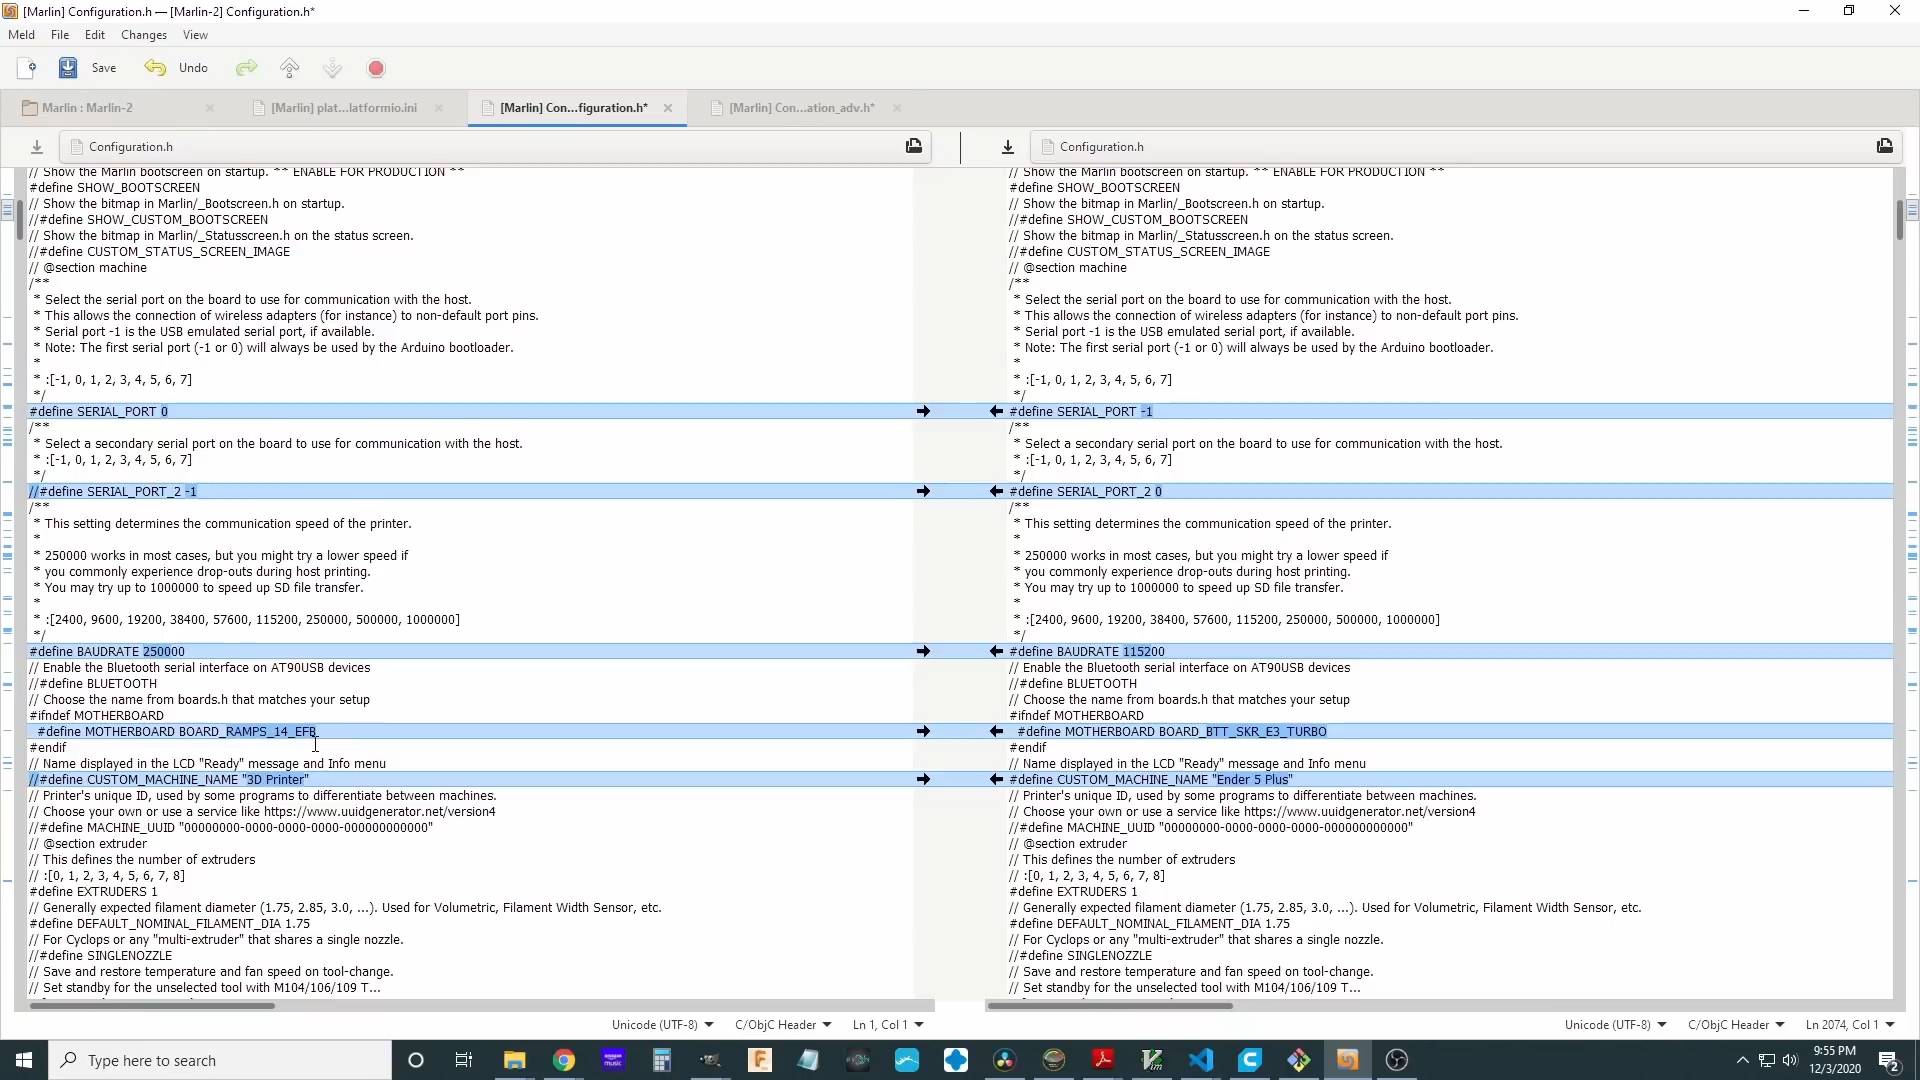 [Marlin] Configuration.h — [Marlin-2] Configuration.h*
Meld File Edit Changes View
Save Undo
Marlin : Marlin-2
[Marlin] plat...latformio.ini
[Marlin] Con...figuration.h*
[Marlin] Con...ation_adv.h*
Configuration.h
// Show the Marlin bootscreen on startup. ** ENABLE FOR PRODUCTION **
#define SHOW_BOOTSCREEN
// Show the bitmap in Marlin/_Bootscreen.h on startup.
//#define SHOW_CUSTOM_BOOTSCREEN
// Show the bitmap in Marlin/_Statusscreen.h on the status screen.
//#define CUSTOM_STATUS_SCREEN_IMAGE
// @section machine
/**
* Select the serial port on the board to use for communication with the host.
* This allows the connection of wireless adapters (for instance) to non-default port pins.
* Serial port -1 is the USB emulated serial port, if available.
* Note: The first serial port (-1 or 0) will always be used by the Arduino bootloader.
*
* :[-1, 0, 1, 2, 3, 4, 5, 6, 7]
*/
#define SERIAL_PORT 0
/**
* Select a secondary serial port on the board to use for communication with the host.
* :[-1, 0, 1, 2, 3, 4, 5, 6, 7]
*/
//#define SERIAL_PORT_2 -1
/**
* This setting determines the communication speed of the printer.
*
* 250000 works in most cases, but you might try a lower speed if
* you commonly experience drop-outs during host printing.
* You may try up to 1000000 to speed up SD file transfer.
*
* :[2400, 9600, 19200, 38400, 57600, 115200, 250000, 500000, 1000000]
*/
#define BAUDRATE 250000
// Enable the Bluetooth serial interface on AT90USB devices
//#define BLUETOOTH
// Choose the name from boards.h that matches your setup
#ifndef MOTHERBOARD
#define MOTHERBOARD BOARD_RAMPS_14_EFB
#endif
// Name displayed in the LCD "Ready" message and Info menu
//#define CUSTOM_MACHINE_NAME "3D Printer"
// Printer's unique ID, used by some programs to differentiate between machines.
// Choose your own or use a service like https://www.uuidgenerator.net/version4
//#define MACHINE_UUID "00000000-0000-0000-0000-000000000000"
// @section extruder
// This defines the number of extruders
// :[0, 1, 2, 3, 4, 5, 6, 7, 8]
#define EXTRUDERS 1
// Generally expected filament diameter (1.75, 2.85, 3.0, ...). Used for Volumetric, Filament Width Sensor, etc.
#define DEFAULT_NOMINAL_FILAMENT_DIA 1.75
// For Cyclops or any "multi-extruder" that shares a single nozzle.
//#define SINGLENOZZLE
// Save and restore temperature and fan speed on tool-change.
// Set standby for the unselected tool with M104/106/109 T...
Unicode (UTF-8) C/ObjC Header Ln 1, Col 1
Configuration.h
// Show the Marlin bootscreen on startup. ** ENABLE FOR PRODUCTION **
#define SHOW_BOOTSCREEN
// Show the bitmap in Marlin/_Bootscreen.h on startup.
//#define SHOW_CUSTOM_BOOTSCREEN
// Show the bitmap in Marlin/_Statusscreen.h on the status screen.
//#define CUSTOM_STATUS_SCREEN_IMAGE
// @section machine
/**
* Select the serial port on the board to use for communication with the host.
* This allows the connection of wireless adapters (for instance) to non-default port pins.
* Serial port -1 is the USB emulated serial port, if available.
* Note: The first serial port (-1 or 0) will always be used by the Arduino bootloader.
*
* :[-1, 0, 1, 2, 3, 4, 5, 6, 7]
*/
#define SERIAL_PORT -1
/**
* Select a secondary serial port on the board to use for communication with the host.
* :[-1, 0, 1, 2, 3, 4, 5, 6, 7]
*/
#define SERIAL_PORT_2 0
/**
* This setting determines the communication speed of the printer.
*
* 250000 works in most cases, but you might try a lower speed if
* you commonly experience drop-outs during host printing.
* You may try up to 1000000 to speed up SD file transfer.
*
* :[2400, 9600, 19200, 38400, 57600, 115200, 250000, 500000, 1000000]
*/
#define BAUDRATE 115200
// Enable the Bluetooth serial interface on AT90USB devices
//#define BLUETOOTH
// Choose the name from boards.h that matches your setup
#ifndef MOTHERBOARD
#define MOTHERBOARD BOARD_BTT_SKR_E3_TURBO
#endif
// Name displayed in the LCD "Ready" message and Info menu
#define CUSTOM_MACHINE_NAME "Ender 5 Plus"
// Printer's unique ID, used by some programs to differentiate between machines.
// Choose your own or use a service like https://www.uuidgenerator.net/version4
//#define MACHINE_UUID "00000000-0000-0000-0000-000000000000"
// @section extruder
// This defines the number of extruders
// :[0, 1, 2, 3, 4, 5, 6, 7, 8]
#define EXTRUDERS 1
// Generally expected filament diameter (1.75, 2.85, 3.0, ...). Used for Volumetric, Filament Width Sensor, etc.
#define DEFAULT_NOMINAL_FILAMENT_DIA 1.75
// For Cyclops or any "multi-extruder" that shares a single nozzle.
//#define SINGLENOZZLE
// Save and restore temperature and fan speed on tool-change.
// Set standby for the unselected tool with M104/106/109 T...
Unicode (UTF-8) C/ObjC Header Ln 2074, Col 1
Type here to search
9:55 PM
12/3/2020
2